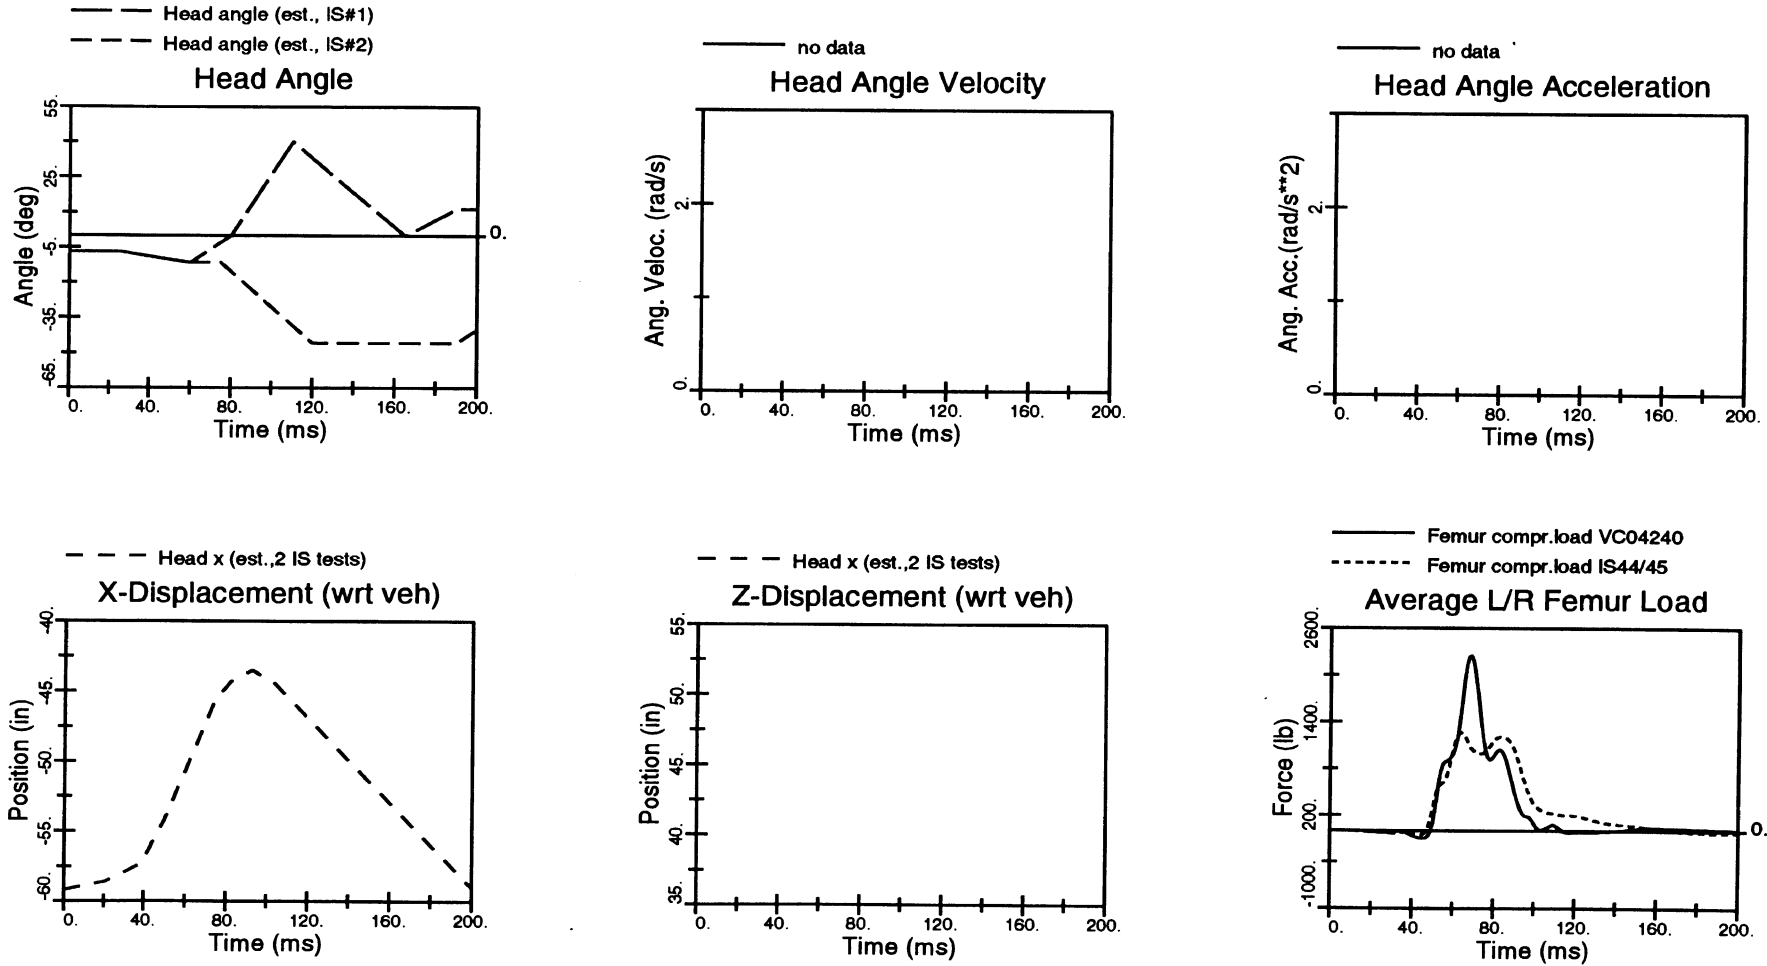 Head angle (est., IS#1)
Head angle (est., IS#2)
Head Angle
55.
25.
-5.
-35.
-65.
Angle (deg)
0.
0. 40. 80. 120. 160. 200.
Time (ms)
no data
Head Angle Velocity
2.
0.
Ang. Veloc. (rad/s)
0. 40. 80. 120. 160. 200.
Time (ms)
no data
Head Angle Acceleration
2.
0.
Ang. Acc.(rad/s**2)
0. 40. 80. 120. 160. 200.
Time (ms)
Head x (est.,2 IS tests)
X-Displacement (wrt veh)
-40.
-45.
-50.
-55.
-60.
Position (in)
0. 40. 80. 120. 160. 200.
Time (ms)
Head x (est.,2 IS tests)
Z-Displacement (wrt veh)
55.
50.
45.
40.
35.
Position (in)
0. 40. 80. 120. 160. 200.
Time (ms)
Femur compr.load VC04240
Femur compr.load IS44/45
Average L/R Femur Load
2600.
1400.
200.
-1000.
Force (lb)
0.
0. 40. 80. 120. 160. 200.
Time (ms)